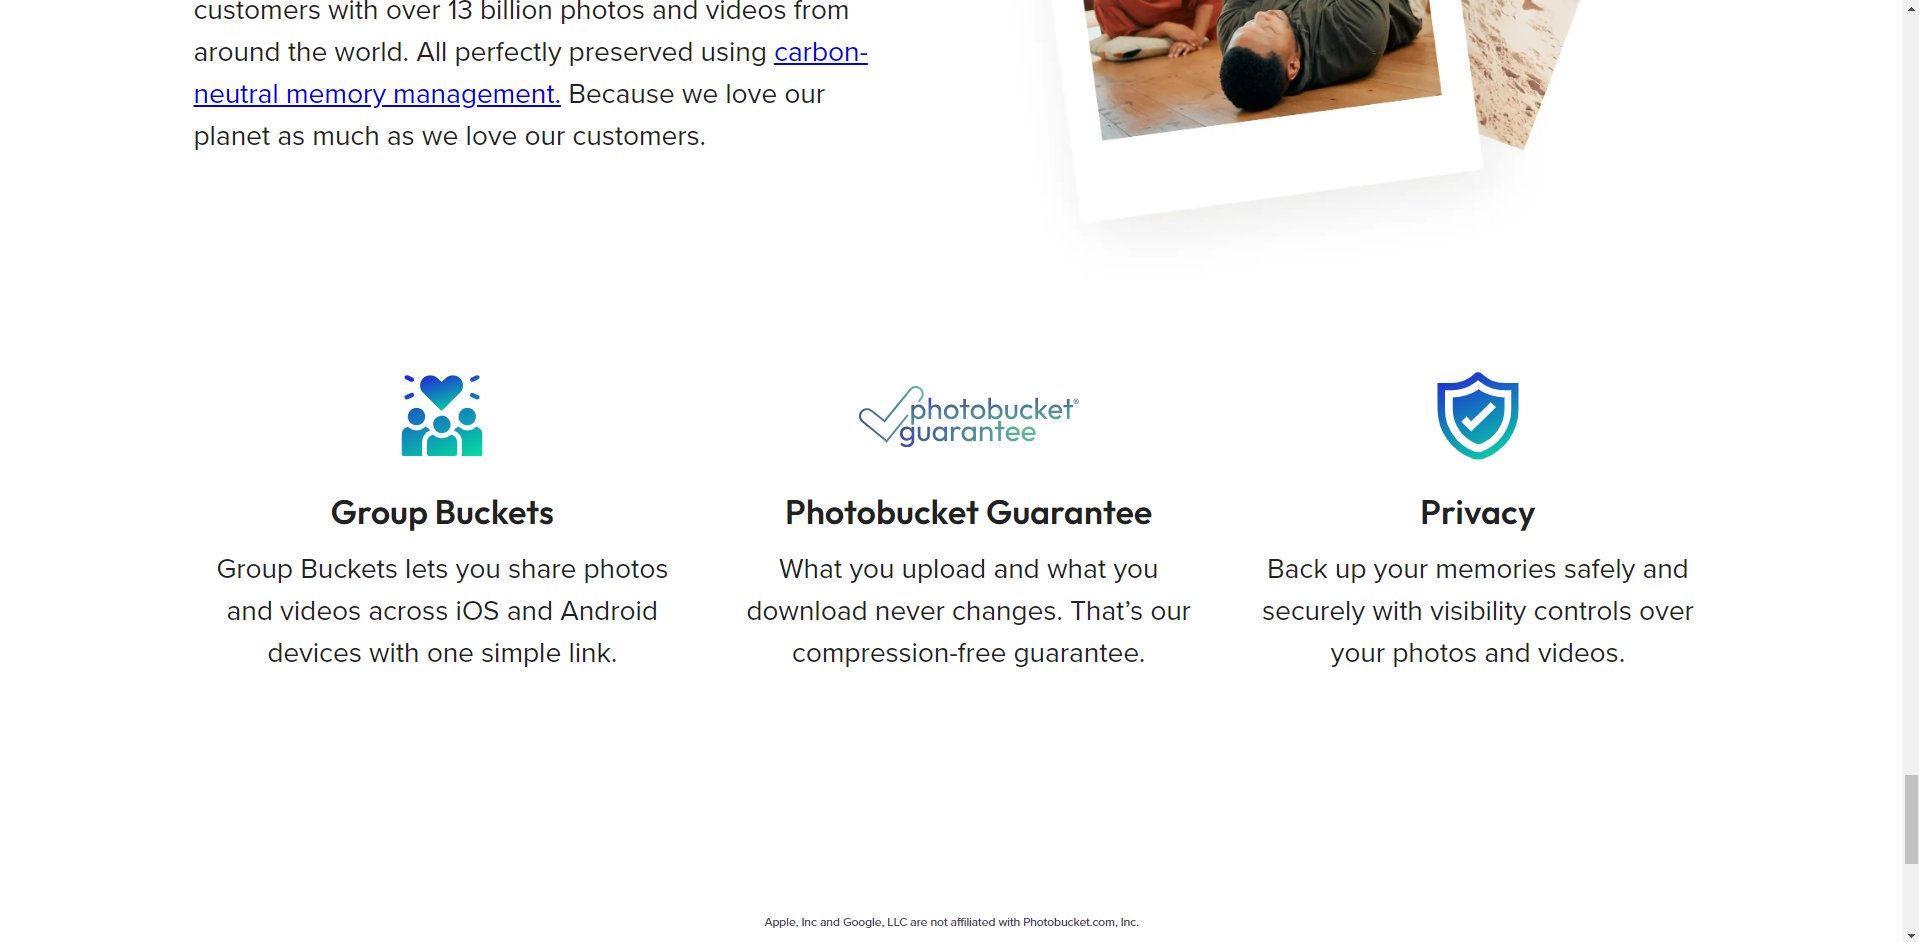 customers with over 13 billion photos and videos from
around the world. All perfectly preserved using carbon-
neutral memory management. Because we love our
planet as much as we love our customers.
photobucket®
guarantee
Group Buckets
Group Buckets lets you share photos
and videos across iOS and Android
devices with one simple link.
Photobucket Guarantee
What you upload and what you
download never changes. That’s our
compression-free guarantee.
Privacy
Back up your memories safely and
securely with visibility controls over
your photos and videos.
Apple, Inc and Google, LLC are not affiliated with Photobucket.com, Inc.